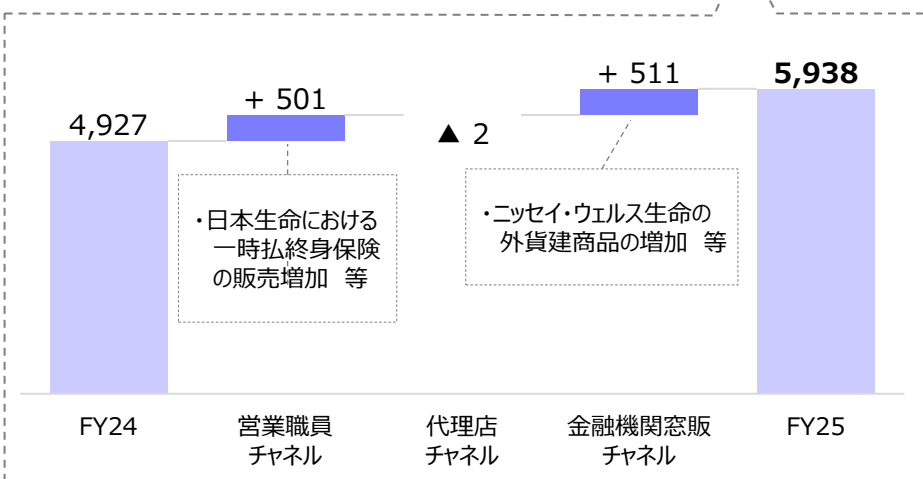 4,927
+ 501
▲ 2
+ 511
5,938
・日本生命における
一時払終身保険
の販売増加 等
・ニッセイ・ウェルス生命の
外貨建商品の増加 等
FY24
営業職員
チャネル
代理店
チャネル
金融機関窓販
チャネル
FY25